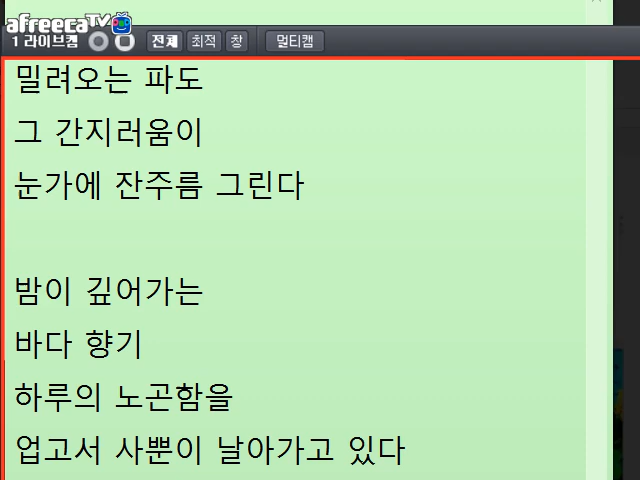 afreecaTV
1 라이브캠 전체 최적 창 멀티캠
밀려오는 파도
그 간지러움이
눈가에 잔주름 그린다
밤이 깊어가는
바다 향기
하루의 노곤함을
업고서 사뿐이 날아가고 있다